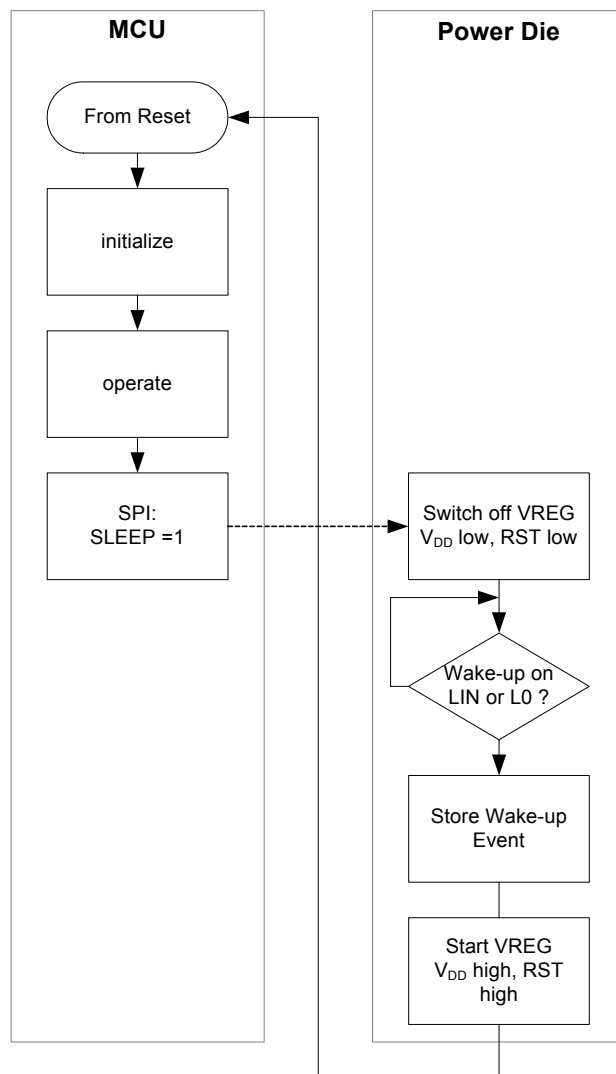 MCU
From Reset
initialize
operate
SPI:
SLEEP =1
Power Die
Switch off VREG
VDD low, RST low
Wake-up on
LIN or L0 ?
Store Wake-up
Event
Start VREG
VDD high, RST
high